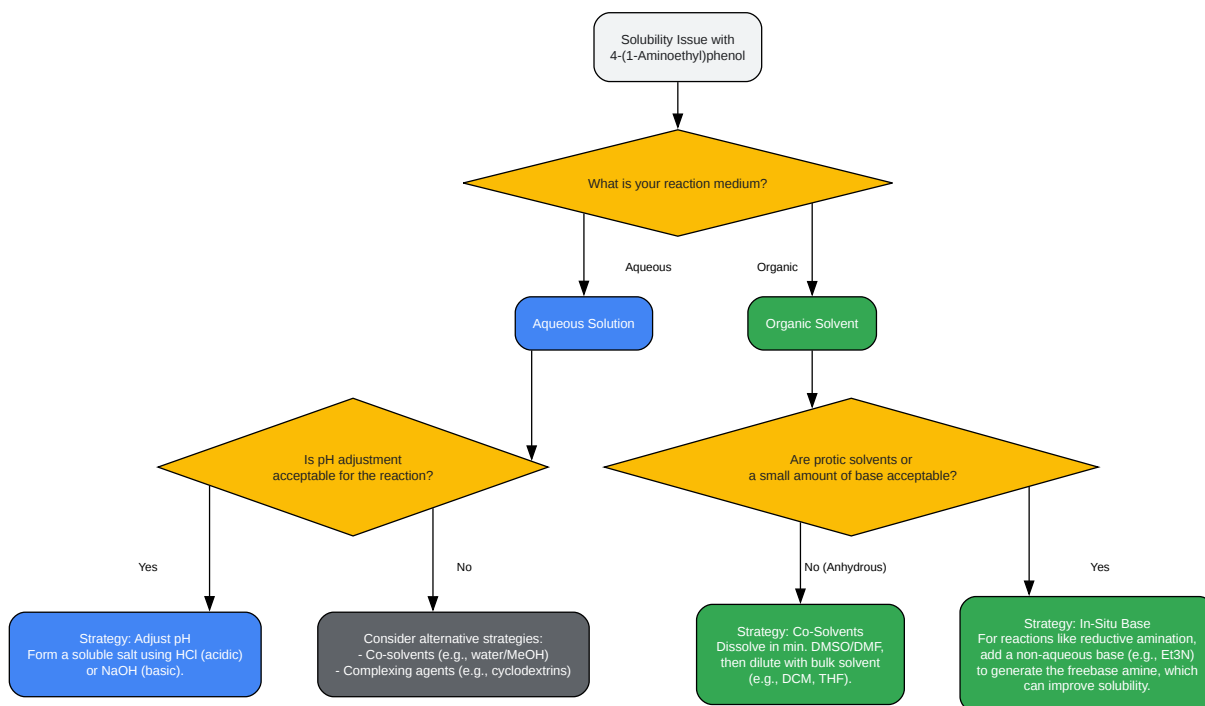 Solubility Issue with
4-(1-Aminoethyl)phenol
What is your reaction medium?
Aqueous
Organic
Aqueous Solution
Organic Solvent
Is pH adjustment
acceptable for the reaction?
Are protic solvents or
a small amount of base acceptable?
Yes
No
No (Anhydrous)
Yes
Strategy: Adjust pH
Form a soluble salt using HCl (acidic)
or NaOH (basic).
Consider alternative strategies:
- Co-solvents (e.g., water/MeOH)
- Complexing agents (e.g., cyclodextrins)
Strategy: Co-Solvents
Dissolve in min. DMSO/DMF,
then dilute with bulk solvent
(e.g., DCM, THF).
Strategy: In-Situ Base
For reactions like reductive amination,
add a non-aqueous base (e.g., Et3N)
to generate the freebase amine, which
can improve solubility.